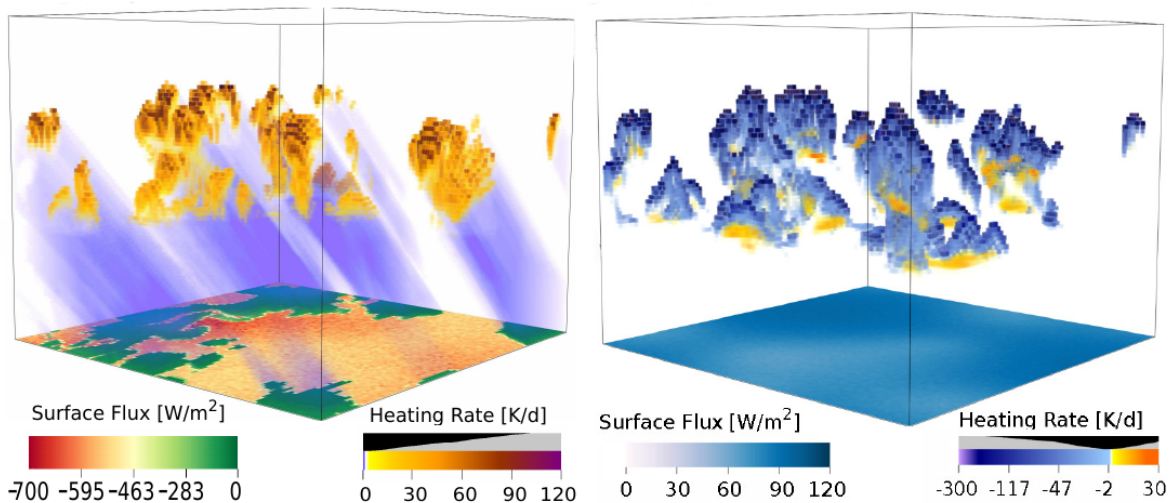 Surface Flux [W/m²]
-700 -595 -463 -283 0
Heating Rate [K/d]
0 30 60 90 120
Surface Flux [W/m²]
0 30 60 90 120
Heating Rate [K/d]
-300 -117 -47 -2 30